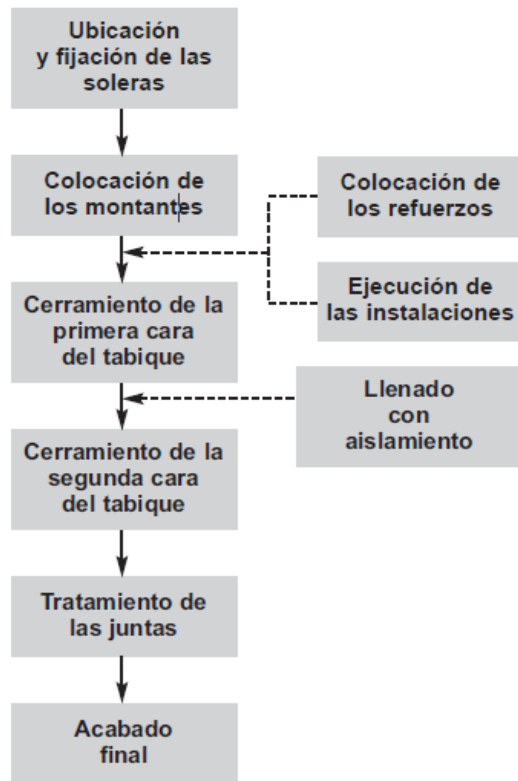 Ubicación
y fijación de las
soleras
Colocación de
los montantes
Colocación de
los refuerzos
Ejecución de
las instalaciones
Cerramiento de la
primera cara
del tabique
Llenado
con
aislamiento
Cerramiento de la
segunda cara
del tabique
Tratamiento de
las juntas
Acabado
final